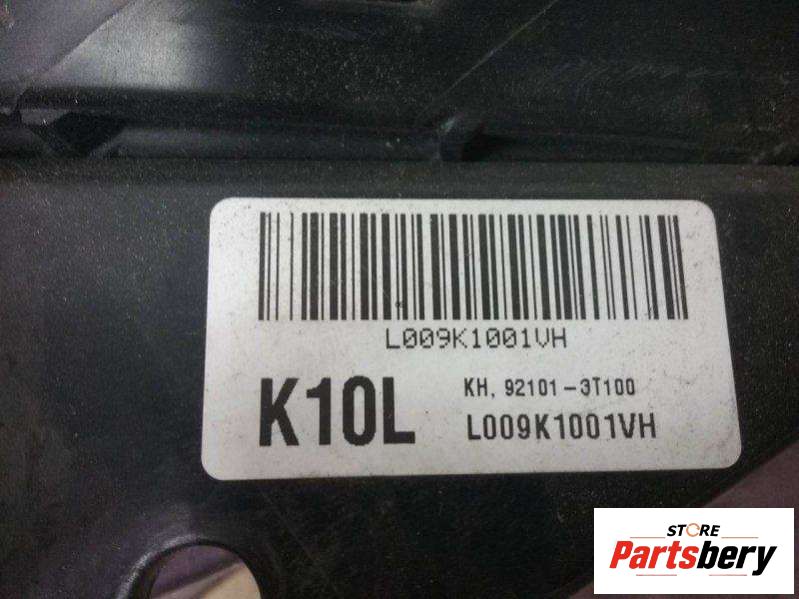 L009K1001VH
K10L
KH, 92101-3T100
L009K1001VH
STORE
Partsbery